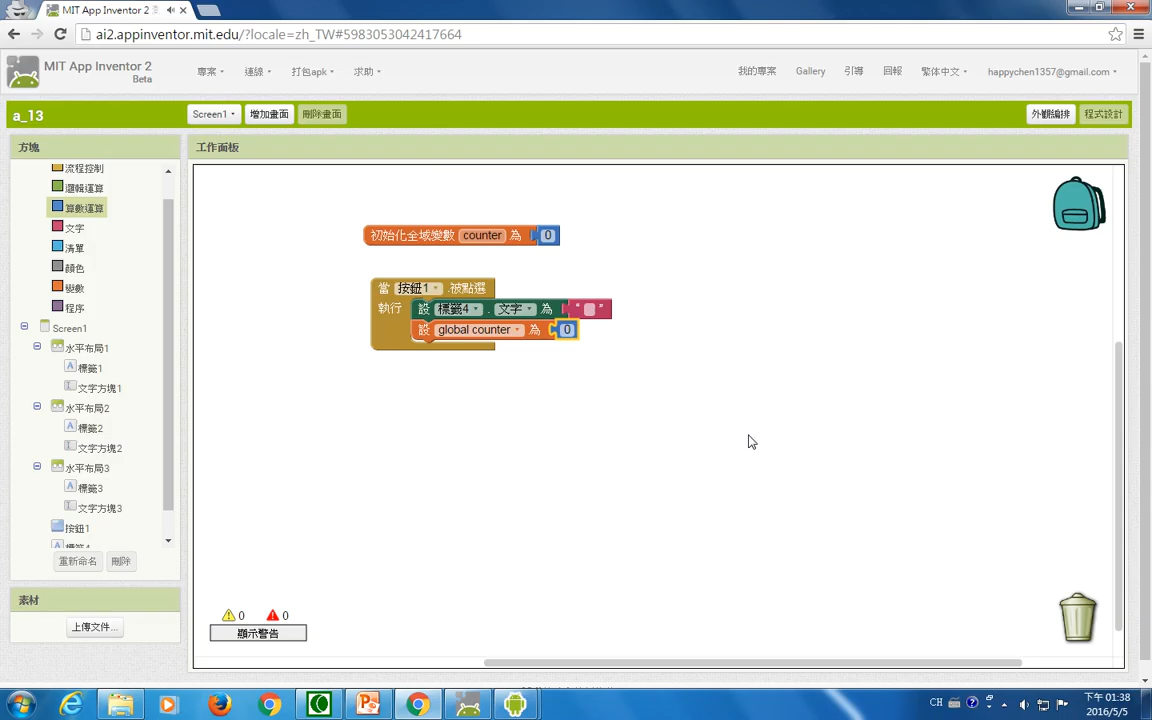 MIT App Inventor 2
ai2.appinventor.mit.edu/?locale=zh_TW#5983053042417664
MIT App Inventor 2
Beta
專案
連線
打包apk
求助
我的專案
Gallery
引導
回報
繁体中文
happychen1357@gmail.com
a_13
Screen1
增加畫面
刪除畫面
外觀編排
程式設計
方塊
工作面板
流程控制
邏輯運算
算數運算
文字
清單
顏色
變數
程序
Screen1
水平布局1
標籤1
文字方塊1
水平布局2
標籤2
文字方塊2
水平布局3
標籤3
文字方塊3
按鈕1
標籤4
重新命名
刪除
素材
上傳文件...
初始化全域變數 counter 為 0
當 按鈕1 .被點選
執行 設 標籤4 . 文字 為 " "
設 global counter 為 0
0 0
顯示警告
CH
下午 01:38
2016/5/5